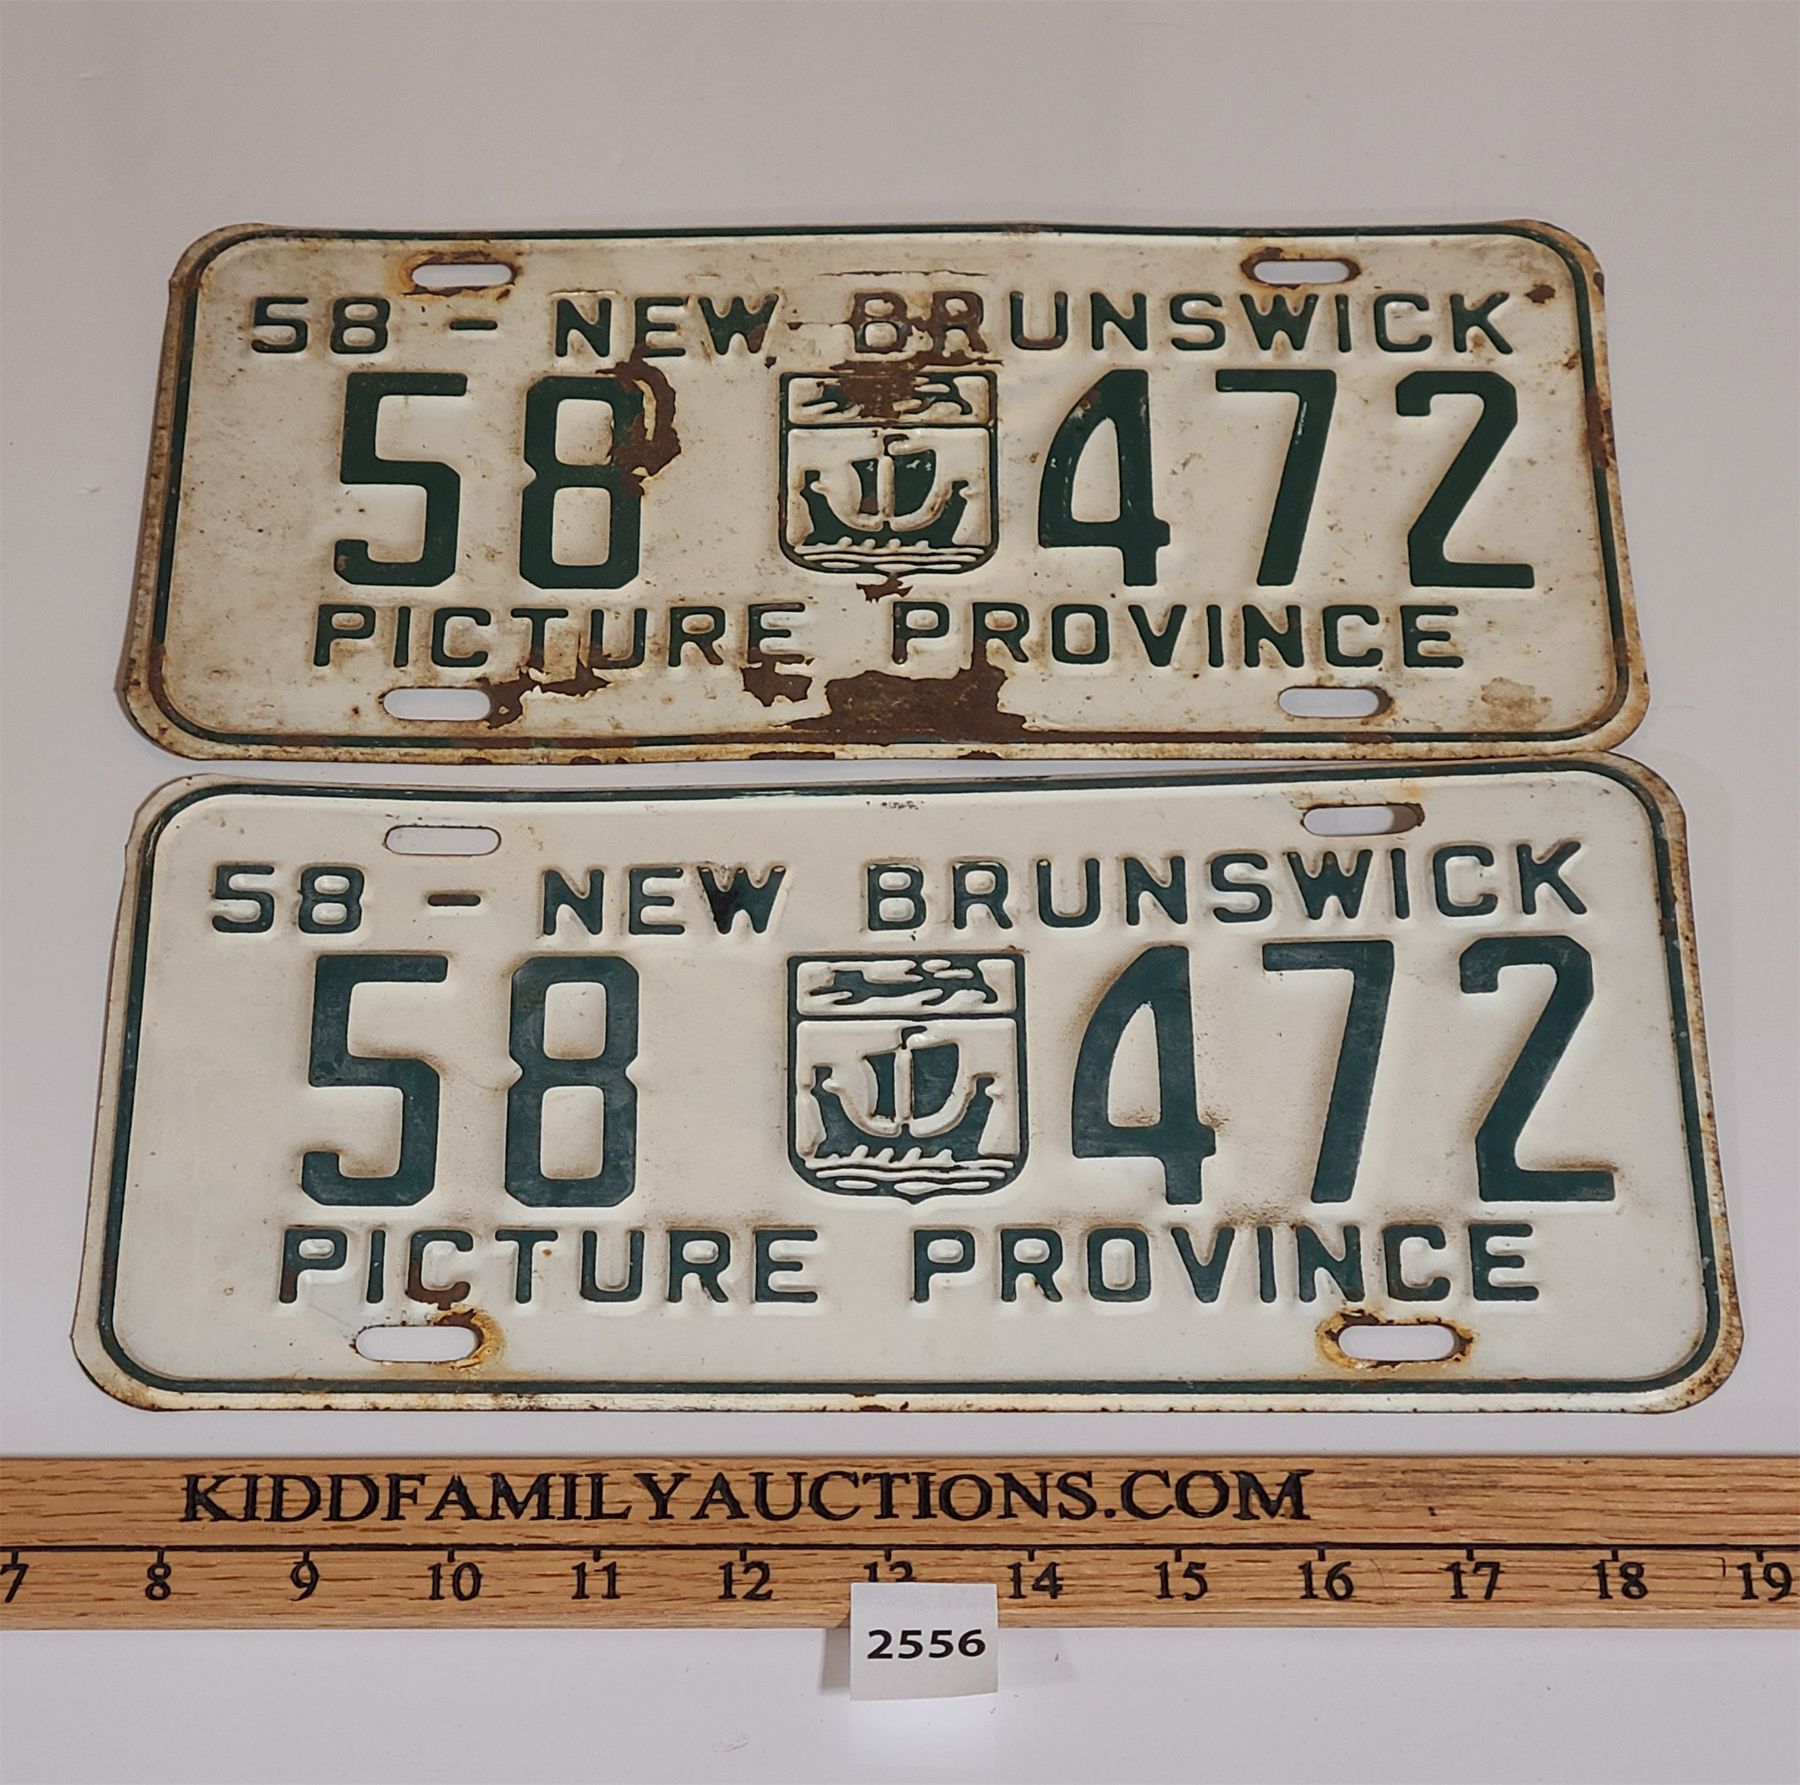 58 - NEW BRUNSWICK
58 472
PICTURE PROVINCE
58 - NEW BRUNSWICK
58 472
PICTURE PROVINCE
KIDDFAMILYAUCTIONS.COM
7 8 9 10 11 12 13 14 15 16 17 18 19
2556